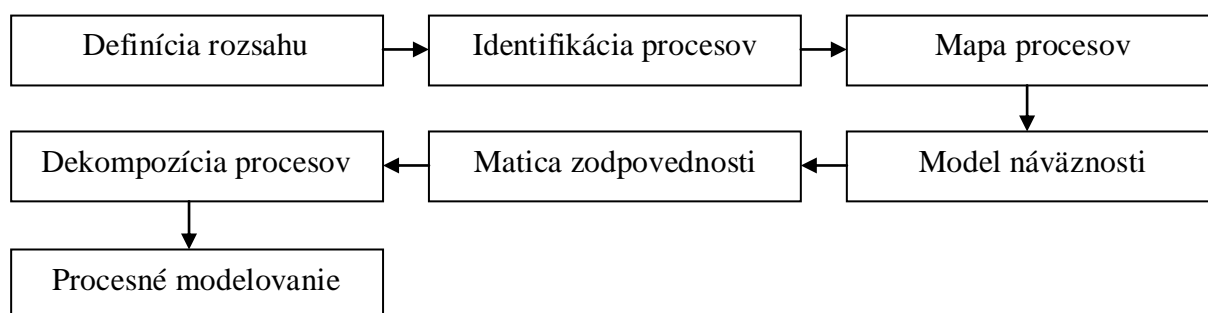 Definícia rozsahu
Identifikácia procesov
Mapa procesov
Model náväznosti
Matica zodpovednosti
Dekompozícia procesov
Procesné modelovanie